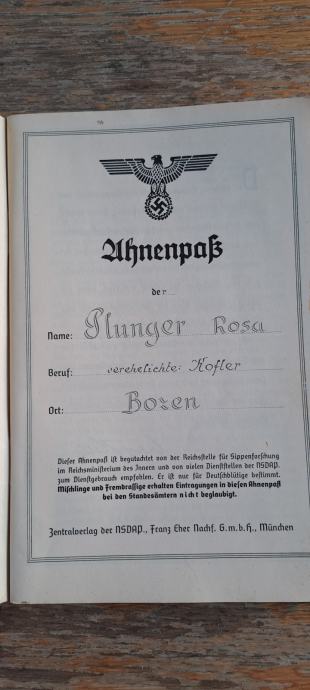 Ahnenpaß
der
Name: Plunger Rosa
Beruf: verehelichte: Kofler
Ort: Bozen
Dieser Ahnenpaß ist begutachtet von der Reichsstelle für Sippenforschung
im Reichsministerium des Innern und von vielen Dienststellen der NSDAP.
zum Dienstgebrauch empfohlen. Er ist nur für Deutschblütige bestimmt.
Mischlinge und Fremdrassige erhalten Eintragungen in diesen Ahnenpaß
bei den Standesämtern nicht beglaubigt.
Zentralverlag der NSDAP., Franz Eher Nachf. G.m.b.H., München